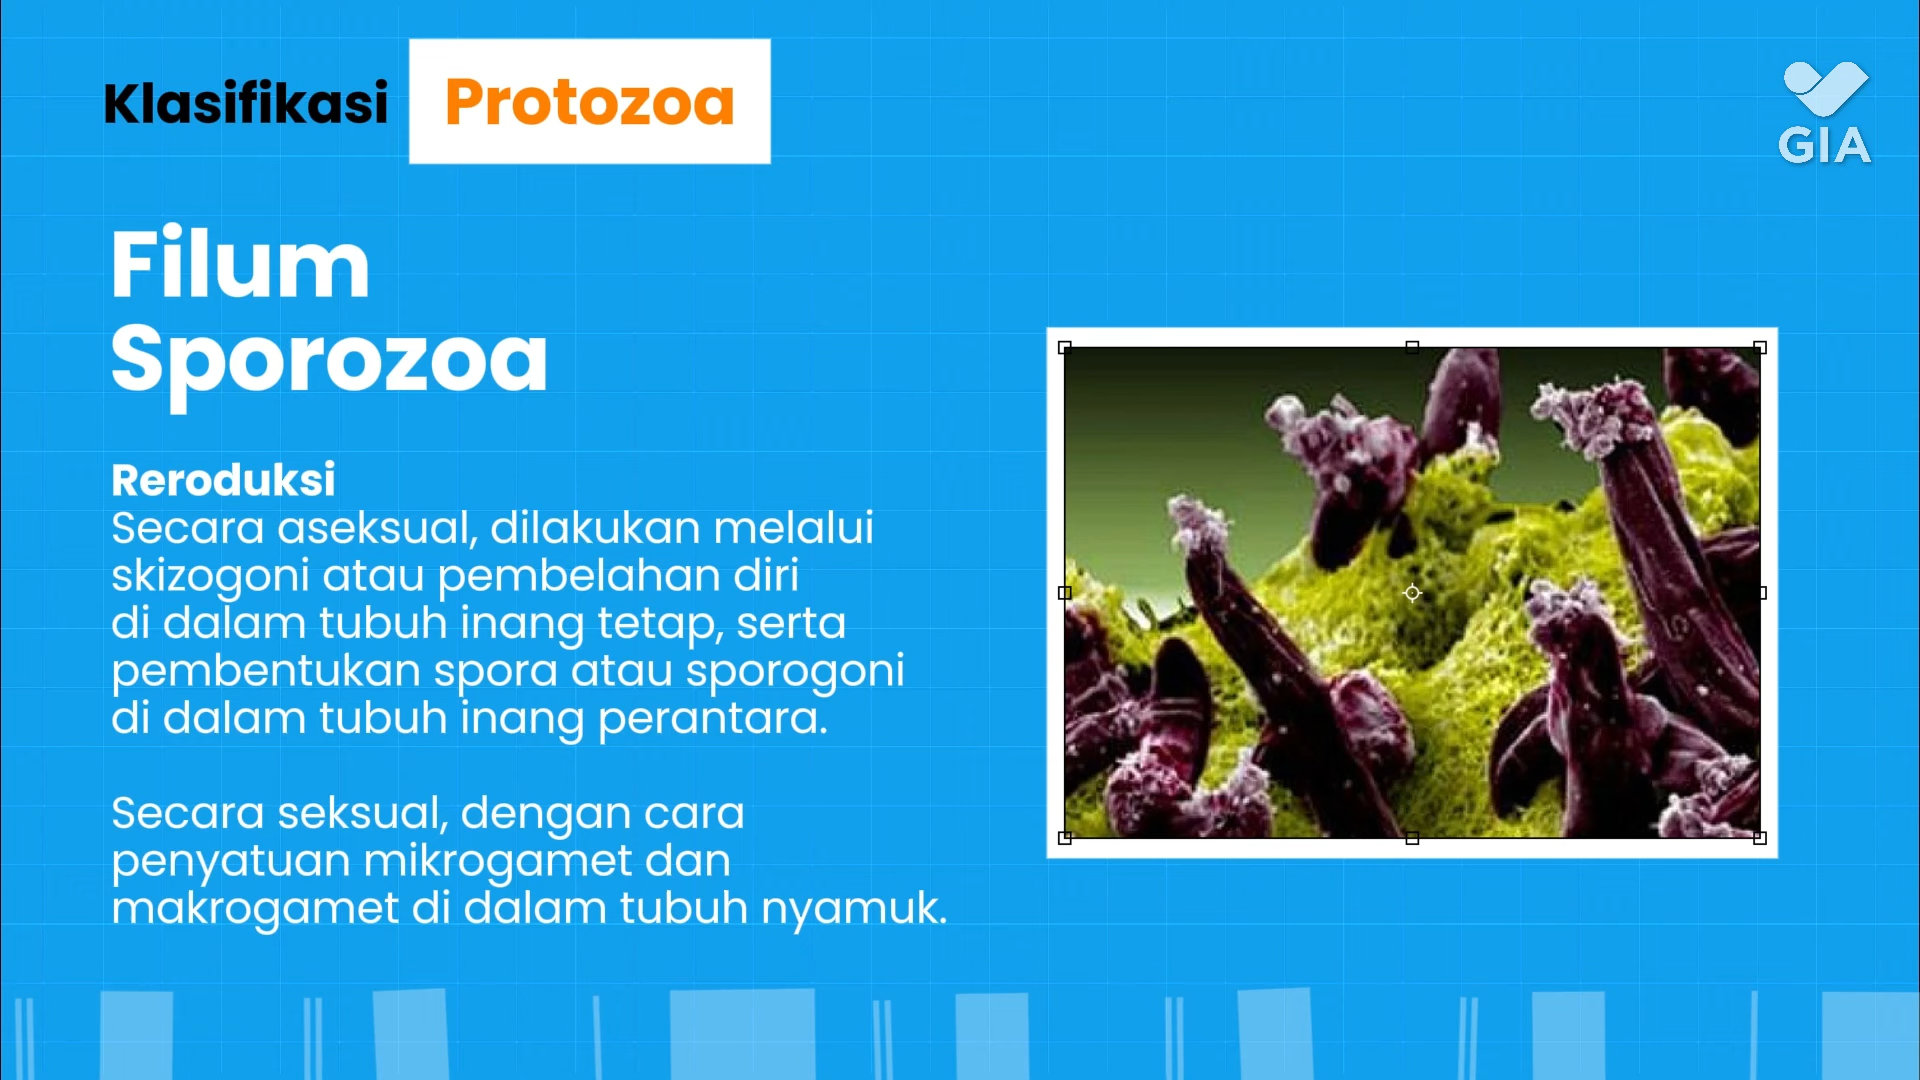 Klasifikasi Protozoa
GIA
Filum
Sporozoa
Reroduksi
Secara aseksual, dilakukan melalui
skizogoni atau pembelahan diri
di dalam tubuh inang tetap, serta
pembentukan spora atau sporogoni
di dalam tubuh inang perantara.
Secara seksual, dengan cara
penyatuan mikrogamet dan
makrogamet di dalam tubuh nyamuk.